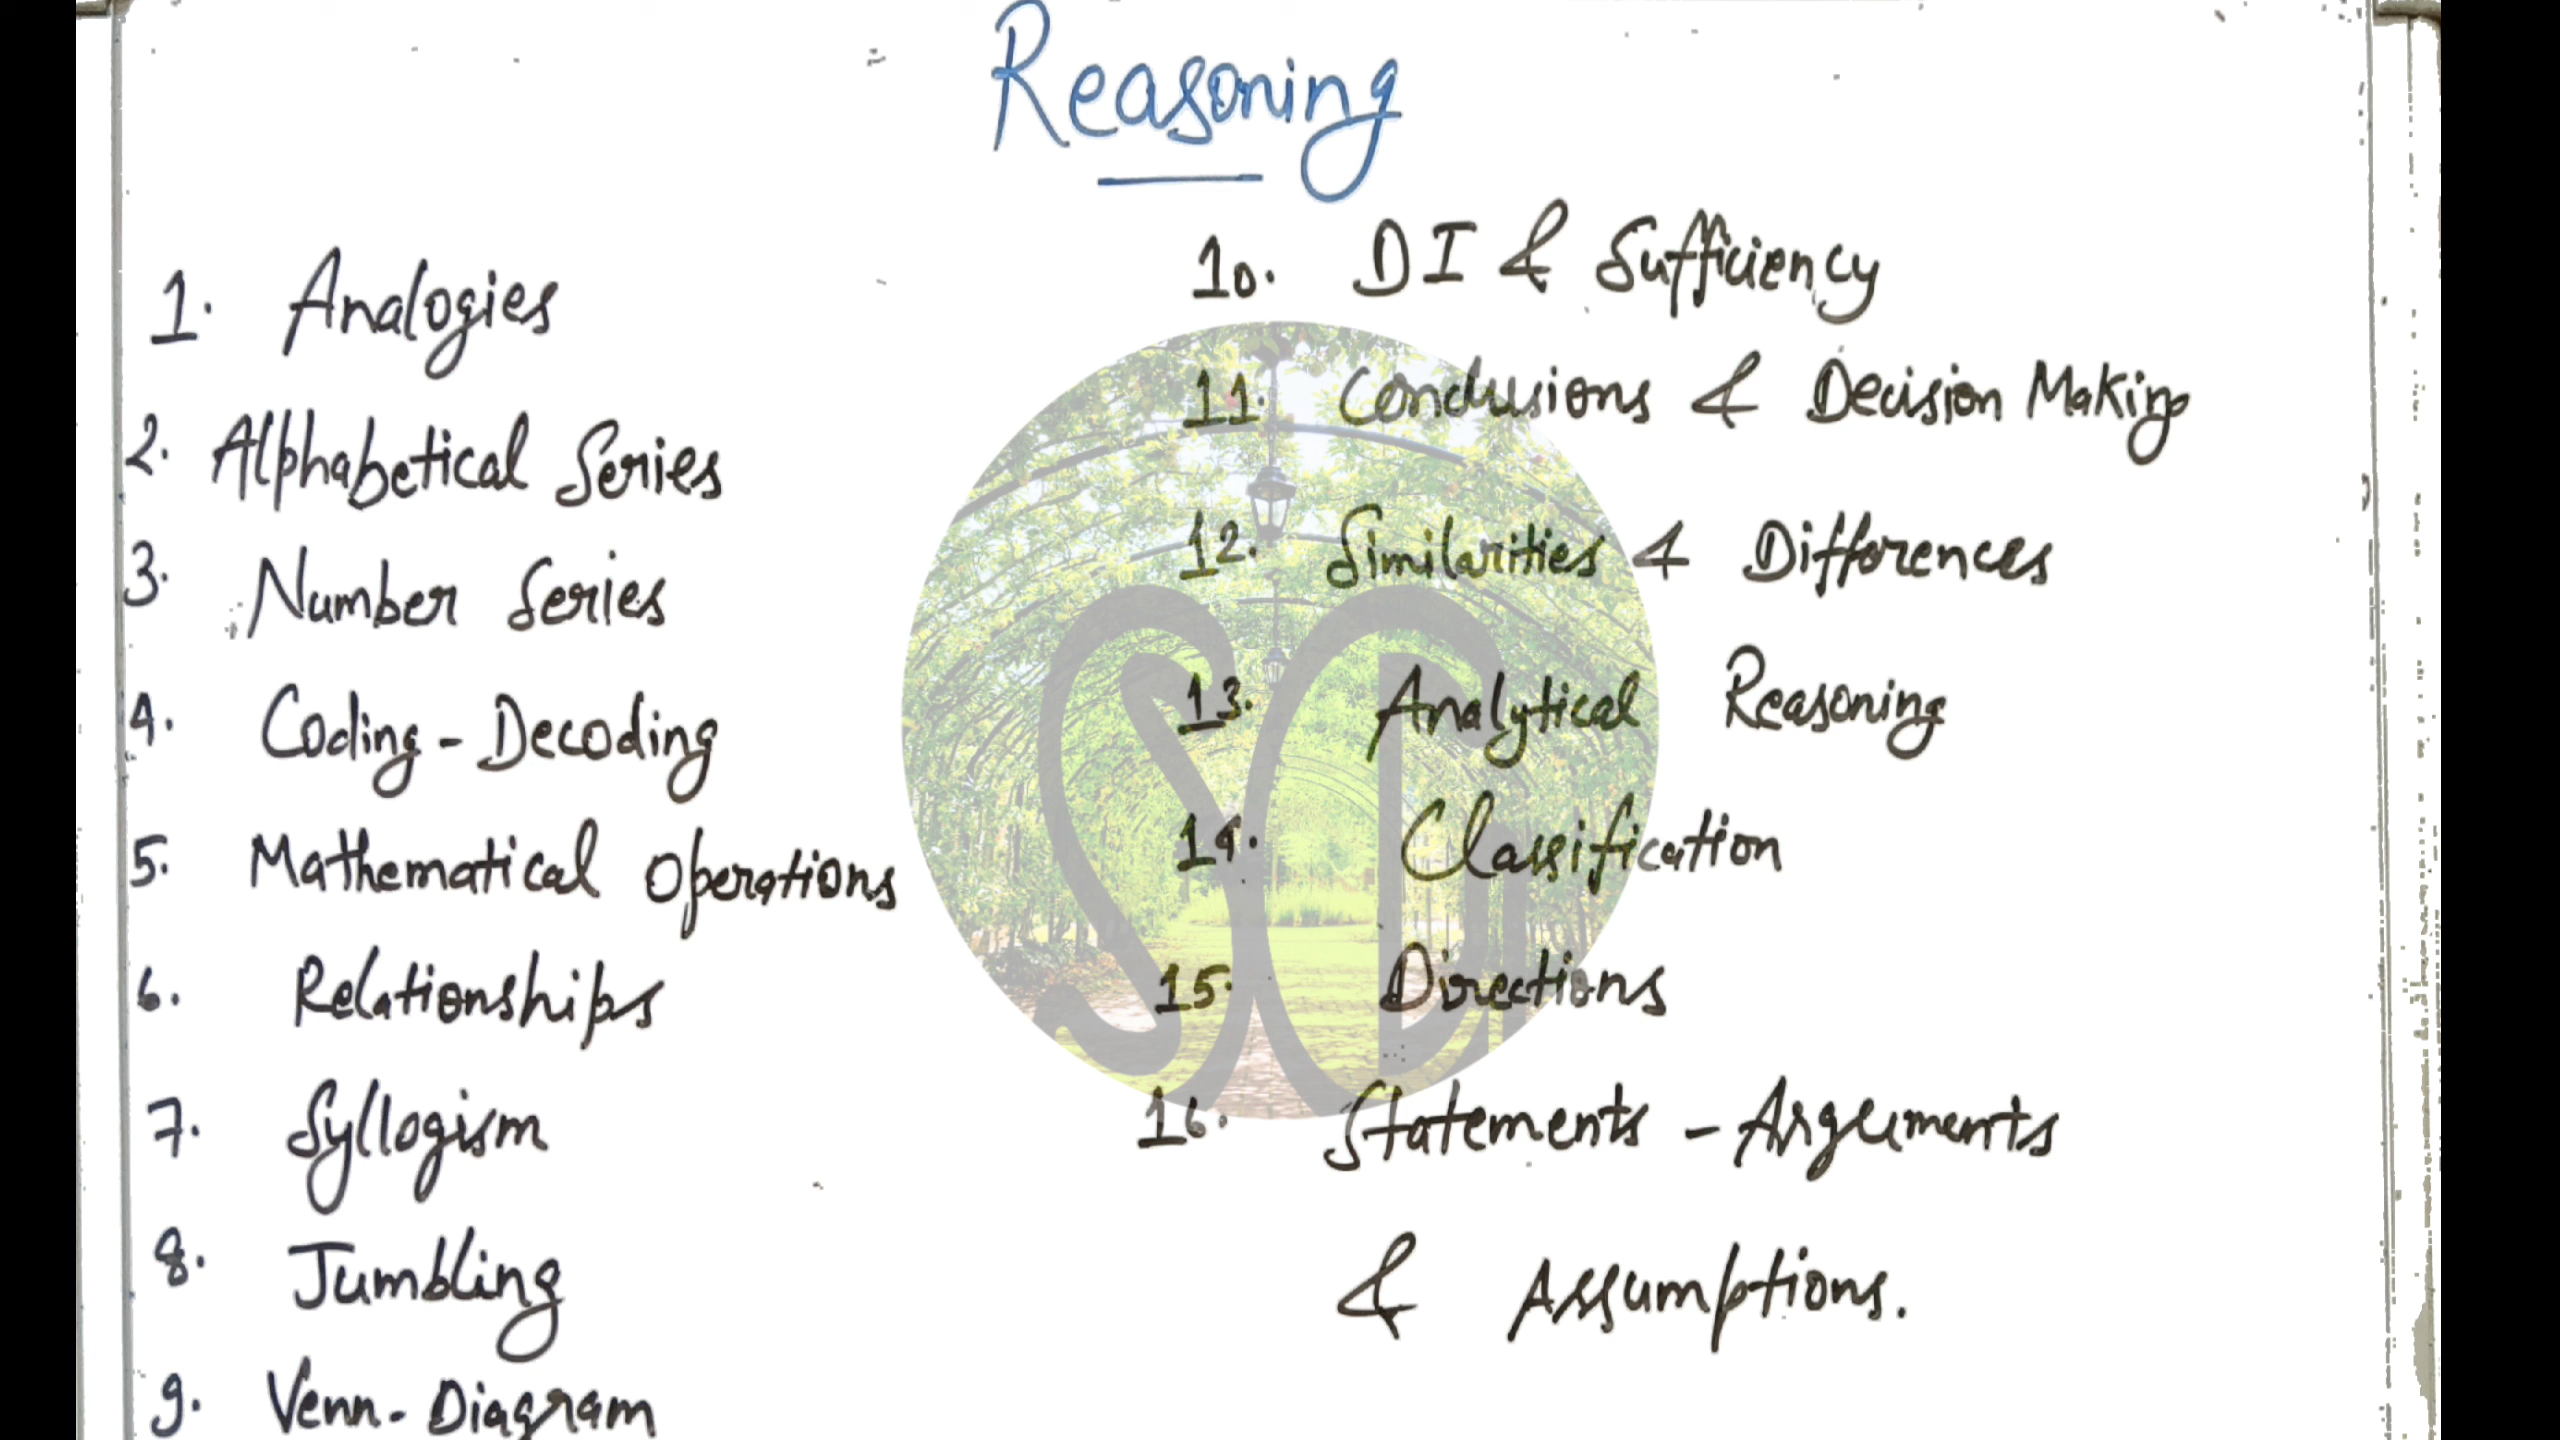 Reasoning
1. Analogies
2. Alphabetical Series
3. Number Series
4. Coding - Decoding
5. Mathematical Operations
6. Relationships
7. Syllogism
8. Jumbling
9. Venn-Diagram
10. DI & Sufficiency
11. Conclusions & Decision Making
12. Similarities & Differences
13. Analytical Reasoning
14. Classification
15. Directions
16. Statements - Arguments
& Assumptions.